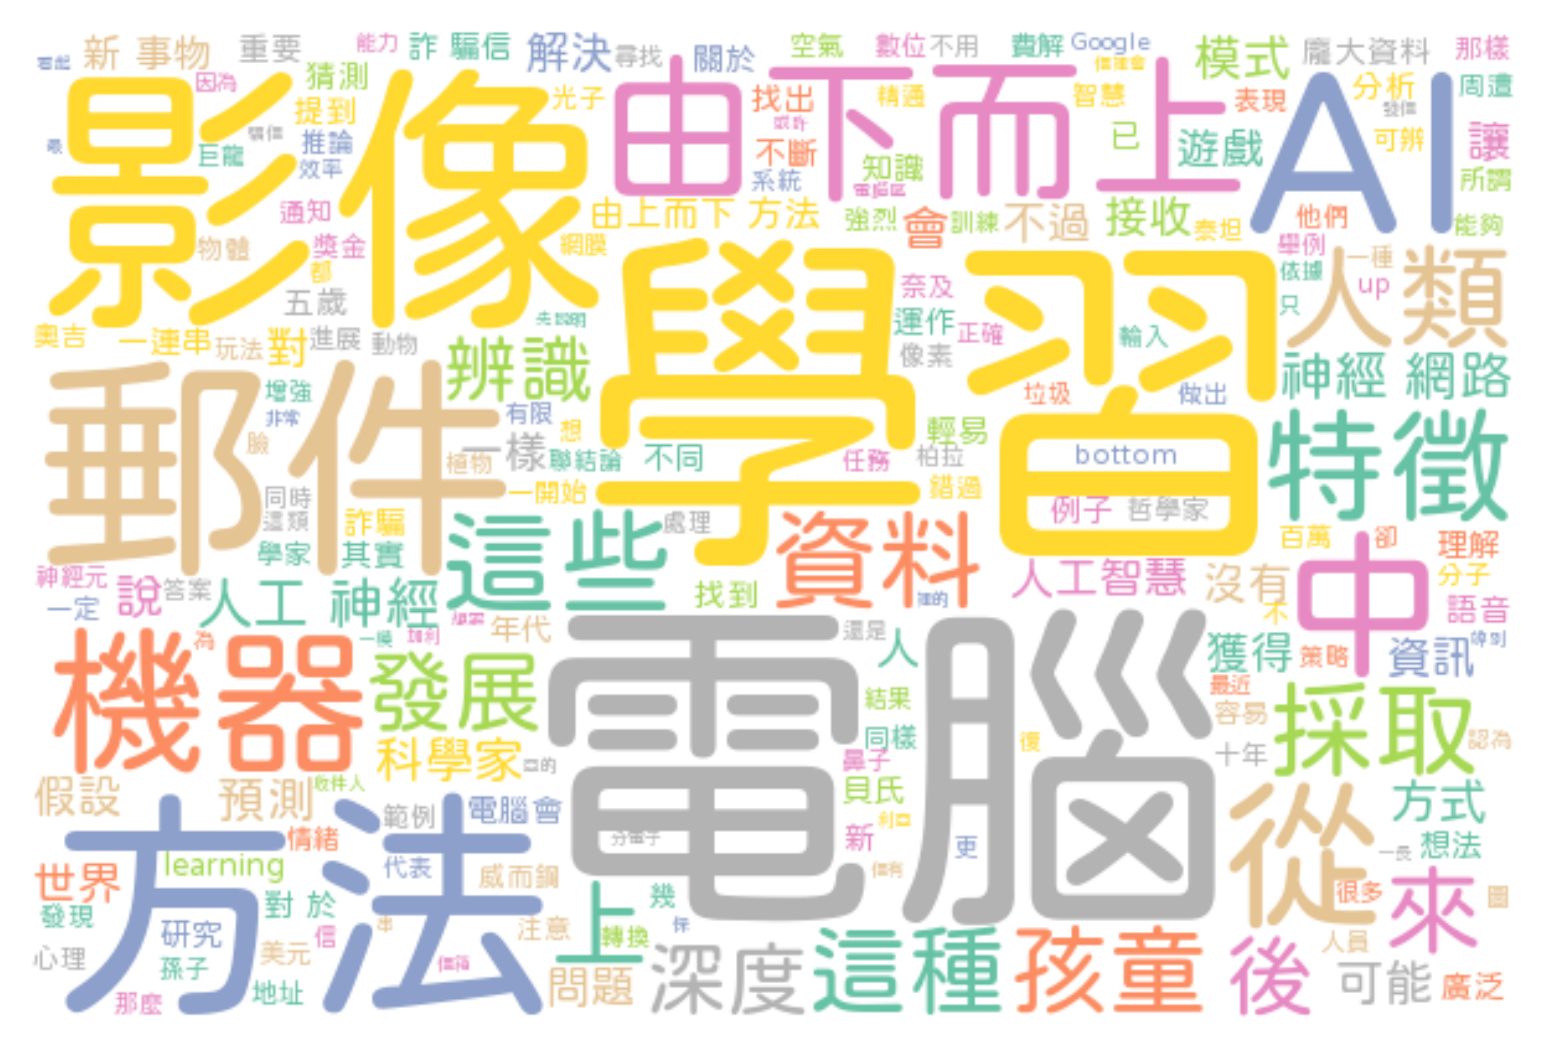 新 事物
重要
能力
詐 騙信
解決
尋找
關於
空氣
數位
不用
費解
Google
模式
龐大資料
那樣
因為
猜測
影像
光子
由下而上
找出
精通
智慧
表現
AI
分析
周遭
發信
提到
推論
巨龍
效率
不斷
知識
系統
已
遊戲
可辨
讓
所謂
通知
物體
獎金
都
五歲
網膜
由上而下 方法
強烈
會
訓練
不過
接收
泰坦
他們
能夠
舉例
一種
依據
up
只
人類
奧吉
一連串
玩法
對
進展
動物
學習
奈及
運作
正確
像素
輸入
辨識
神經 網路
郵件
增強
非常
臉
有限
想
一樣
植物
聯結論
不同
一開始
任務
輕易
柏拉
錯過
垃圾
做出
bottom
例子
哲學家
特徵
同時
這類
詐騙
學家
其實
這些
處理
資料
百萬
卻
理解
中
分子
神經元
一定
說
答案
人工 神經
找到
人工智慧
沒有
不
語音
機器
為
年代
還是
人
電腦
獲得
策略
資訊
最近
發展
結果
容易
採取
科學家
同樣
鼻子
復
十年
認為
假設
預測
收件人
範例
電腦會
貝氏
新
更
從
方式
想法
方法
情緒
世界
learning
代表
威而鋼
發現
對 於
上
幾
很多
來
圖
研究
信
注意
轉換
保
人員
心理
美元
孫子
地址
那麼
問題
深度
這種
孩童
後
可能
廣泛